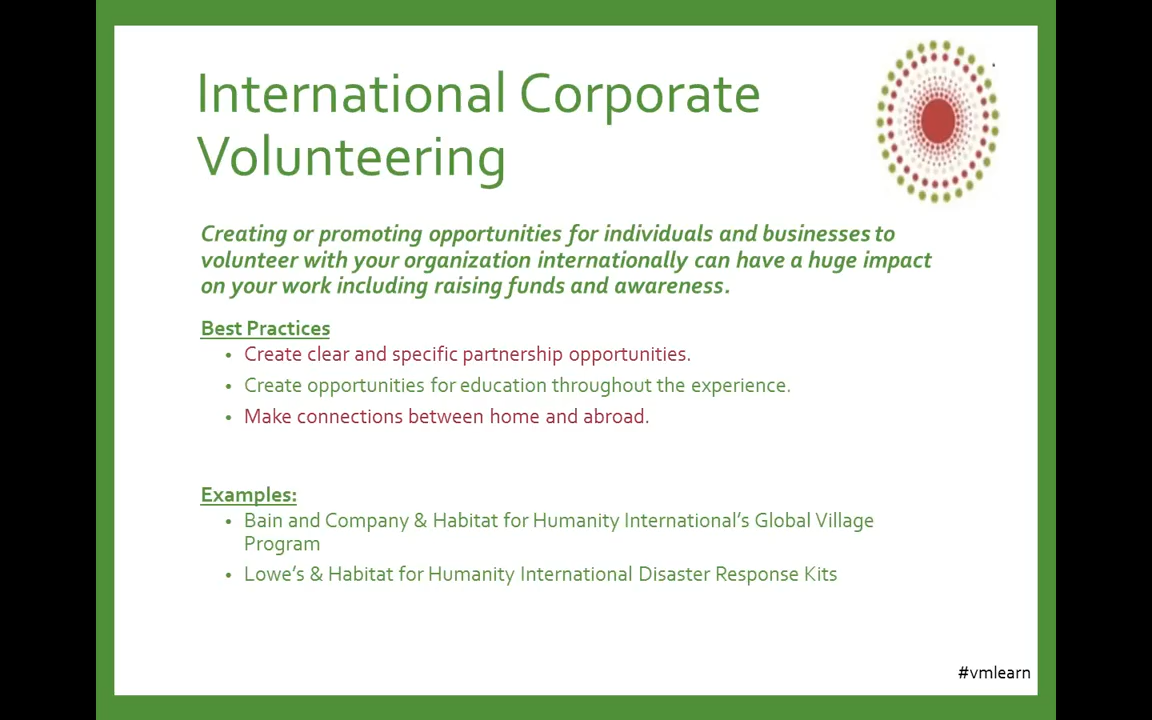 International Corporate
Volunteering
Creating or promoting opportunities for individuals and businesses to
volunteer with your organization internationally can have a huge impact
on your work including raising funds and awareness.
Best Practices
• Create clear and specific partnership opportunities.
• Create opportunities for education throughout the experience.
• Make connections between home and abroad.
Examples:
• Bain and Company & Habitat for Humanity International’s Global Village
Program
• Lowe’s & Habitat for Humanity International Disaster Response Kits
#vmlearn